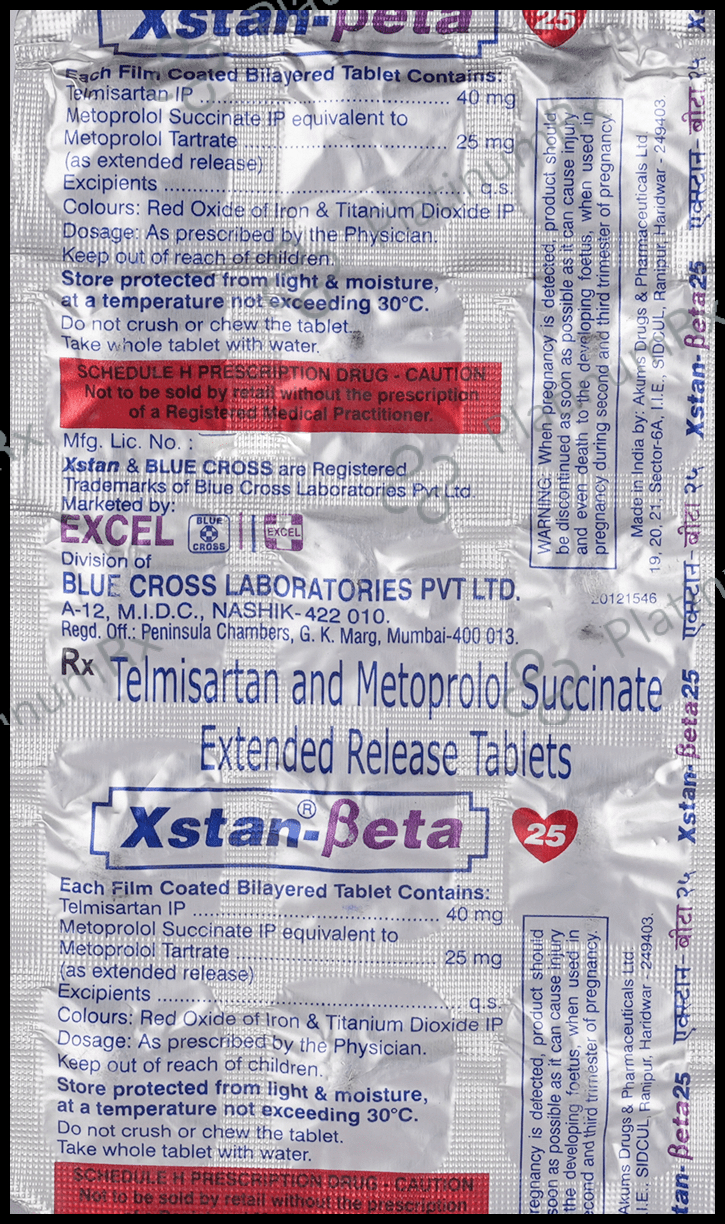 Xstan-βeta
25
Each Film Coated Bilayered Tablet Contains:
Telmisartan IP ........ 40 mg
Metoprolol Succinate IP equivalent to
Metoprolol Tartrate ........ 25 mg
(as extended release)
Excipients ........ q.s.
Colours: Red Oxide of Iron & Titanium Dioxide IP
Dosage: As prescribed by the Physician.
Keep out of reach of children.
Store protected from light & moisture,
at a temperature not exceeding 30°C.
Do not crush or chew the tablet.
Take whole tablet with water.
SCHEDULE H PRESCRIPTION DRUG - CAUTION
Not to be sold by retail without the prescription
of a Registered Medical Practitioner.
Mfg. Lic. No. :
Xstan & BLUE CROSS are Registered
Trademarks of Blue Cross Laboratories Pvt Ltd.
Marketed by:
EXCEL BLUE CROSS EXCEL
Division of
BLUE CROSS LABORATORIES PVT LTD.
A-12, M.I.D.C., NASHIK-422 010.
Regd. Off.: Peninsula Chambers, G. K. Marg, Mumbai-400 013.
WARNING: When pregnancy is detected, product should
be discontinued as soon as possible as it can cause injury
and even death to the developing foetus, when used in
pregnancy during second and third trimester of pregnancy.
Made in India by: Akums Drugs & Pharmaceuticals Ltd.
19, 20, 21, Sector-6A, I.I.E., SIDCUL, Ranipur, Haridwar - 249403.
20121546
Xstan-βeta25 एक्स्टान-बीटा २५
Xstan-βeta25 एक्स्टान-बीटा २५
Rx Telmisartan and Metoprolol Succinate
Extended Release Tablets
Xstan®-βeta
25
Each Film Coated Bilayered Tablet Contains:
Telmisartan IP ........ 40 mg
Metoprolol Succinate IP equivalent to
Metoprolol Tartrate ........ 25 mg
(as extended release)
Excipients ........ q.s.
Colours: Red Oxide of Iron & Titanium Dioxide IP
Dosage: As prescribed by the Physician.
Keep out of reach of children.
Store protected from light & moisture,
at a temperature not exceeding 30°C.
Do not crush or chew the tablet.
Take whole tablet with water.
SCHEDULE H PRESCRIPTION DRUG - CAUTION
Not to be sold by retail without the prescription
regnancy is detected, product should
soon as possible as it can cause injury
the developing foetus, when used in
econd and third trimester of pregnancy.
Akums Drugs & Pharmaceuticals Ltd.
I.E., SIDCUL, Ranipur, Haridwar - 249403.
tan-βeta25 एक्स्टान-बीटा २५
PlatinumRx